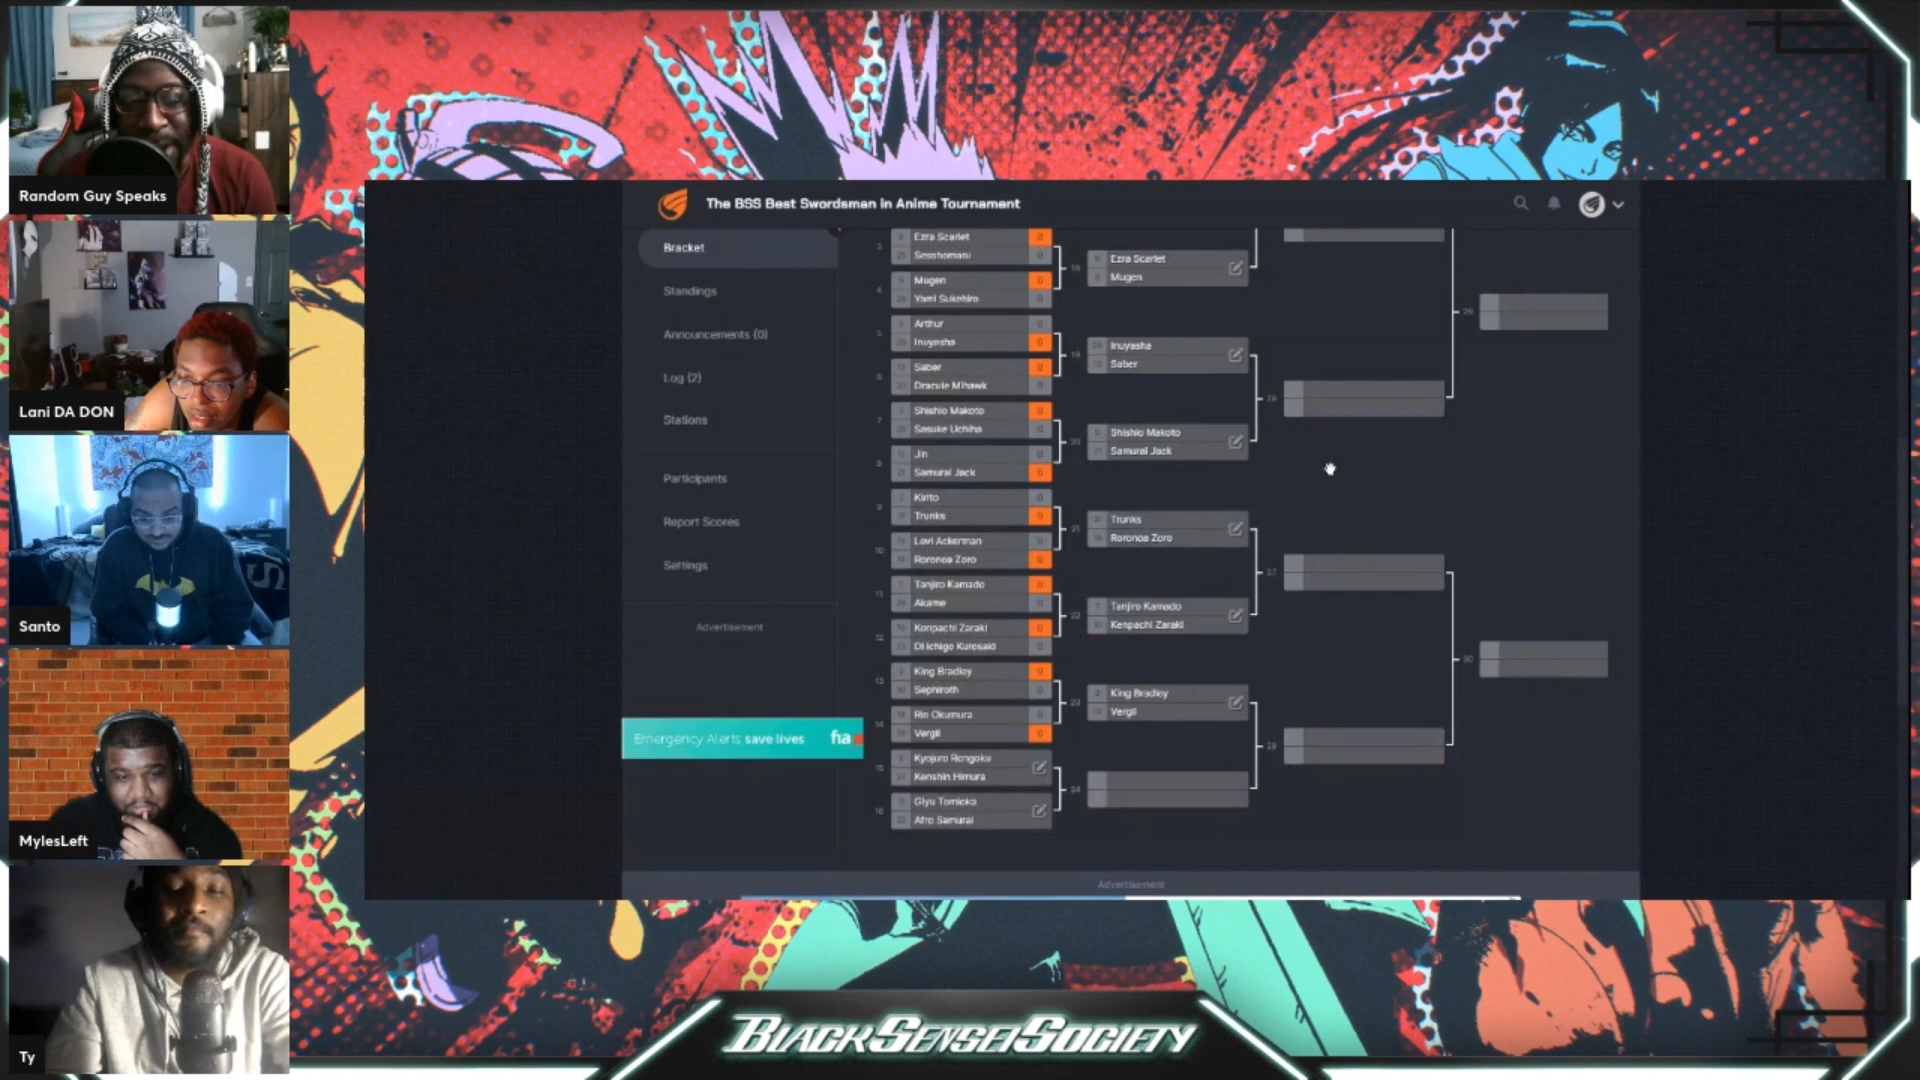 Random Guy Speaks
Lani DA DON
Santo
MylesLeft
Ty
The BSS Best Swordsman in Anime Tournament
Bracket
Standings
Announcements (0)
Log (2)
Stations
Participants
Report Scores
Settings
Advertisement
Emergency Alerts save lives
fia
Ezra Scarlet
Sesshomaru
Mugen
Yami Sukehiro
Arthur
Inuyasha
Saber
Dracule Mihawk
Shishio Makoto
Sasuke Uchiha
Jin
Samurai Jack
Kirito
Trunks
Levi Ackerman
Roronoa Zoro
Tanjiro Kamado
Akame
Kenpachi Zaraki
DI Ichigo Kurosaki
King Bradley
Sephiroth
Rin Okumura
Vergil
Kyojuro Rengoku
Kenshin Himura
Giyu Tomioka
Afro Samurai
Ezra Scarlet
Mugen
Inuyasha
Saber
Shishio Makoto
Samurai Jack
Trunks
Roronoa Zoro
Tanjiro Kamado
Kenpachi Zaraki
King Bradley
Vergil
Advertisement
BLACKSENSEISOCIETY